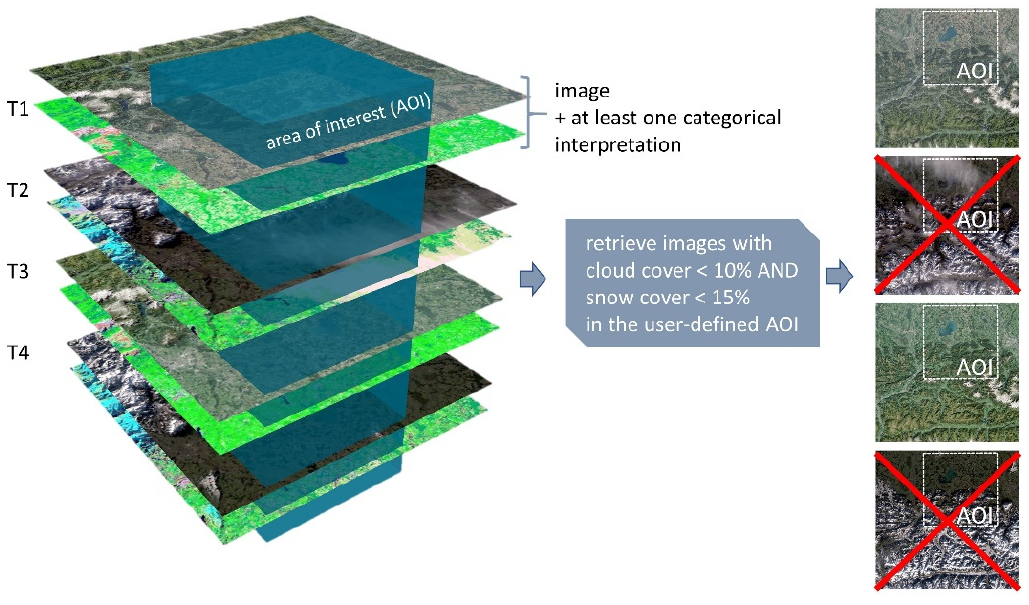 T1
T2
T3
T4
area of interest (AOI)
image
+ at least one categorical
interpretation
retrieve images with
cloud cover < 10% AND
snow cover < 15%
in the user-defined AOI
AOI
AOI
AOI
AOI